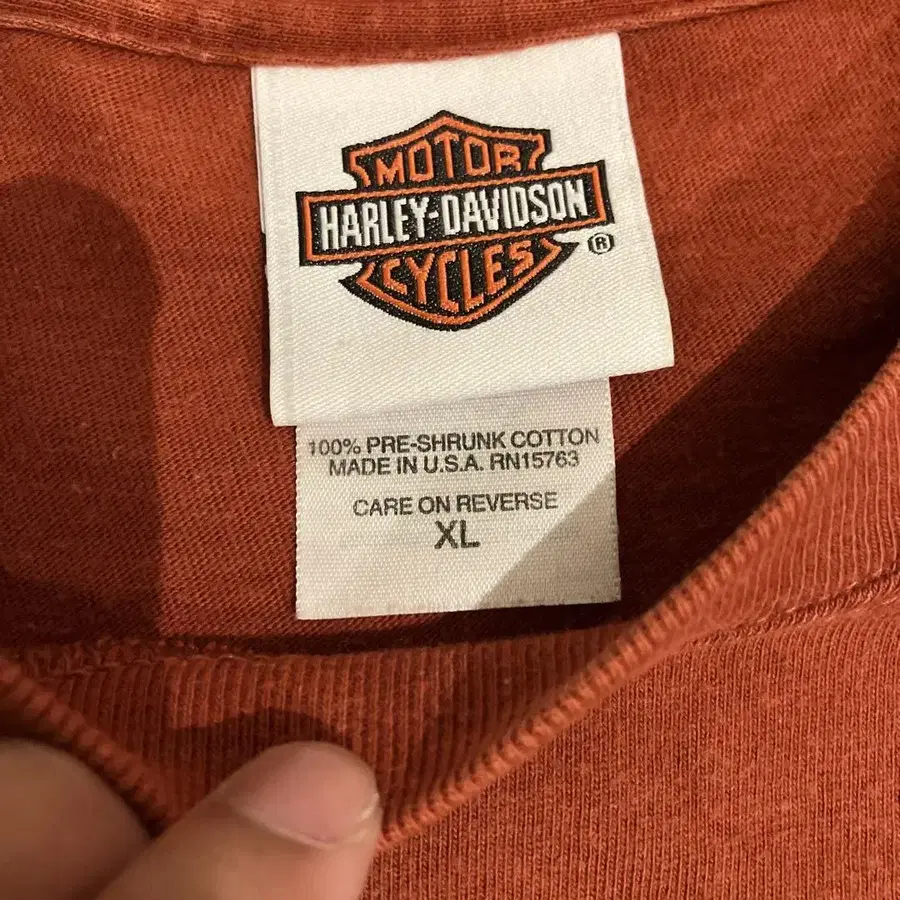 MOTOR
HARLEY-DAVIDSON
®
CYCLES
100% PRE-SHRUNK COTTON
MADE IN U.S.A. RN15763
CARE ON REVERSE
XL